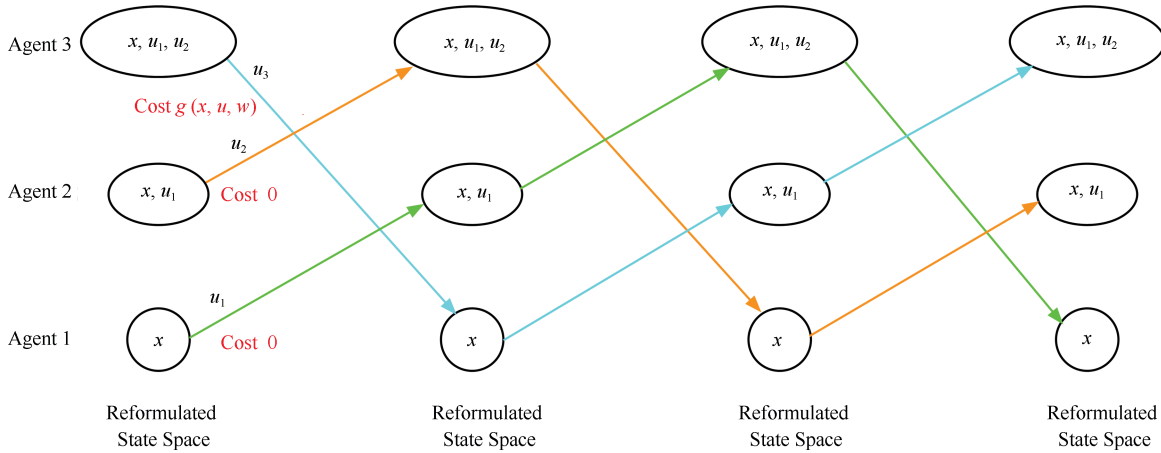 Agent 3
x, u1, u2
x, u1, u2
x, u1, u2
x, u1, u2
u3
Cost g (x, u, w)
u2
Agent 2
x, u1
Cost 0
x, u1
x, u1
x, u1
u1
Agent 1
x
Cost 0
x
x
x
Reformulated
State Space
Reformulated
State Space
Reformulated
State Space
Reformulated
State Space